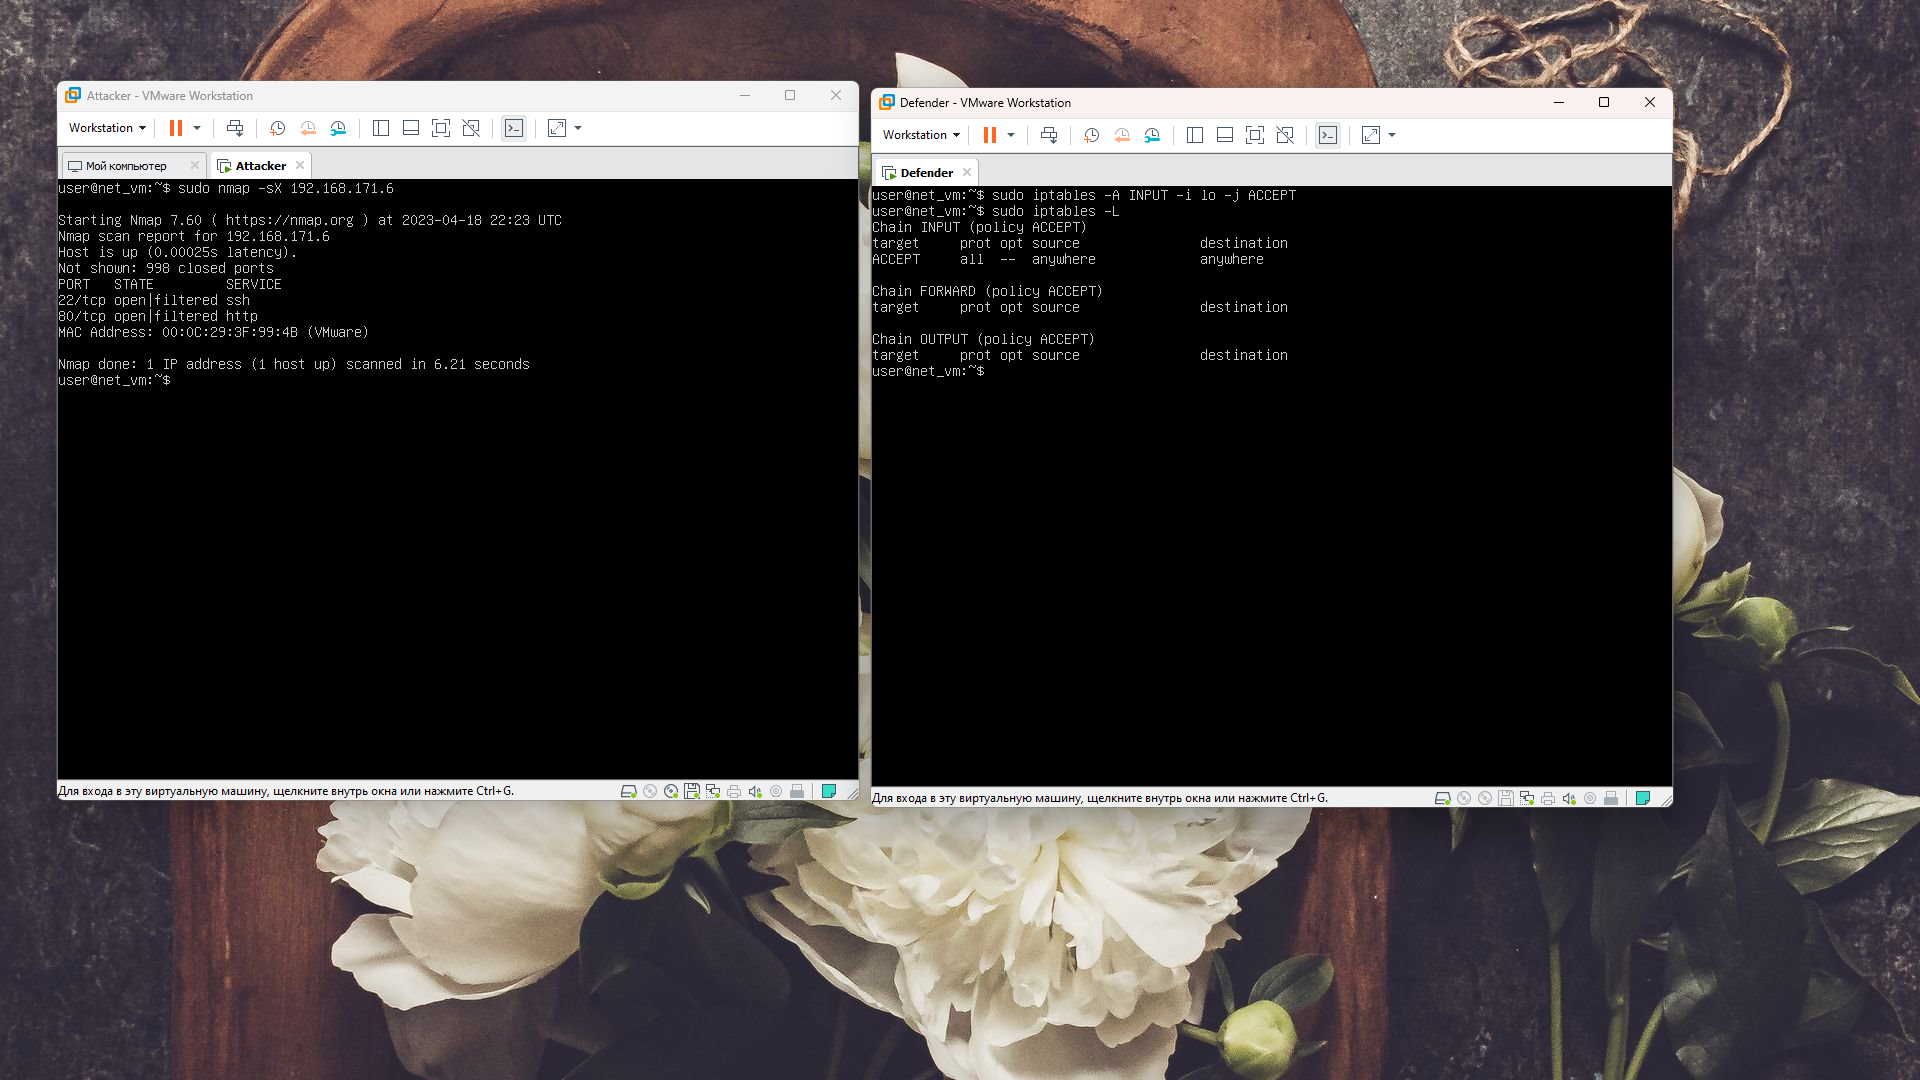 Attacker - VMware Workstation
Workstation
Мой компьютер
Attacker
user@net_vm:~$ sudo nmap -sX 192.168.171.6
Starting Nmap 7.60 ( https://nmap.org ) at 2023-04-18 22:23 UTC
Nmap scan report for 192.168.171.6
Host is up (0.00025s latency).
Not shown: 998 closed ports
PORT   STATE         SERVICE
22/tcp open|filtered ssh
80/tcp open|filtered http
MAC Address: 00:0C:29:3F:99:4B (VMware)
Nmap done: 1 IP address (1 host up) scanned in 6.21 seconds
user@net_vm:~$
Для входа в эту виртуальную машину, щелкните внутрь окна или нажмите Ctrl+G.
Defender - VMware Workstation
Workstation
Defender
user@net_vm:~$ sudo iptables -A INPUT -i lo -j ACCEPT
user@net_vm:~$ sudo iptables -L
Chain INPUT (policy ACCEPT)
target     prot opt source               destination
ACCEPT     all  --  anywhere             anywhere
Chain FORWARD (policy ACCEPT)
target     prot opt source               destination
Chain OUTPUT (policy ACCEPT)
target     prot opt source               destination
user@net_vm:~$
Для входа в эту виртуальную машину, щелкните внутрь окна или нажмите Ctrl+G.